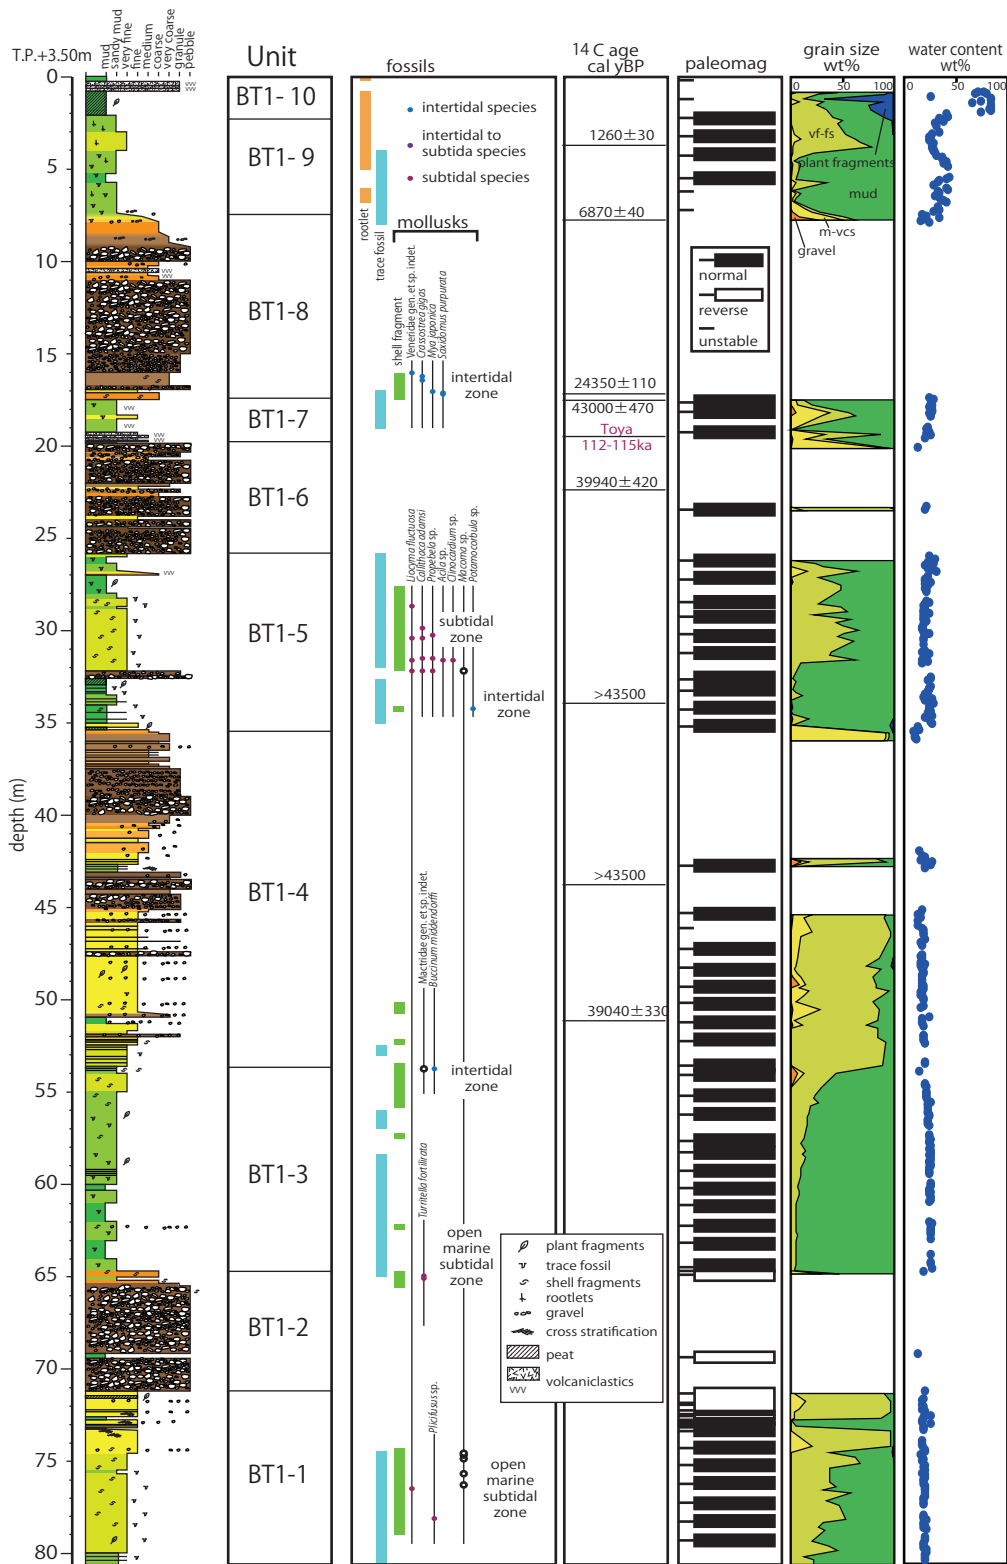 T.P.+3.50m
mud
sandy mud
very fine
fine
medium
coarse
very coarse
granule
pebble
Unit
fossils
14 C age
cal yBP
paleomag
grain size
wt%
water content
wt%
0
50
100
0
50
100
depth (m)
0
5
10
15
20
25
30
35
40
45
50
55
60
65
70
75
80
BT1- 10
BT1- 9
BT1-8
BT1-7
BT1-6
BT1-5
BT1-4
BT1-3
BT1-2
BT1-1
intertidal species
intertidal to
subtida species
subtidal species
rootlet
trace fossil
mollusks
shell fragment
Veneridae gen. et sp. indet.
Crassostrea gigas
Mya japonica
Saxidomus purpurata
intertidal
zone
Liocyma fluctuosa
Callithaca adamsi
Propebela sp.
Acila sp.
Clinocardium sp.
Macoma sp.
Potamocorbula sp.
subtidal
zone
intertidal
zone
Mactridae gen. et sp. indet.
Buccinum middendorffi
intertidal
zone
Turritella fortilirata
open
marine
subtidal
zone
Plicifusus sp.
open
marine
subtidal
zone
1260±30
6870±40
24350±110
43000±470
Toya
112-115ka
39940±420
>43500
>43500
39040±330
normal
reverse
unstable
vf-fs
plant fragments
mud
m-vcs
gravel
plant fragments
trace fossil
shell fragments
rootlets
gravel
cross stratification
peat
volcaniclastics